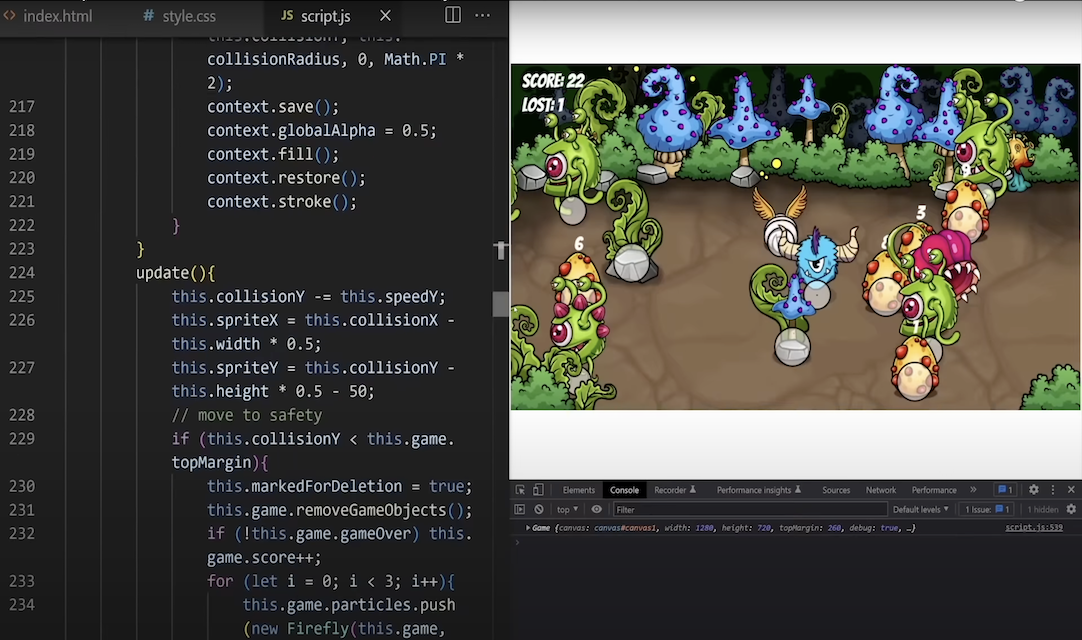 index.html
# style.css
JS script.js
this.collisionY, this.
collisionRadius, 0, Math.PI *
2);
217 context.save();
218 context.globalAlpha = 0.5;
219 context.fill();
220 context.restore();
221 context.stroke();
222 }
223 }
224 update(){
225 this.collisionY -= this.speedY;
226 this.spriteX = this.collisionX -
this.width * 0.5;
227 this.spriteY = this.collisionY -
this.height * 0.5 - 50;
228 // move to safety
229 if (this.collisionY < this.game.
topMargin){
230 this.markedForDeletion = true;
231 this.game.removeGameObjects();
232 if (!this.game.gameOver) this.
game.score++;
233 for (let i = 0; i < 3; i++){
234 this.game.particles.push
(new Firefly(this.game,
SCORE: 22
LOST: 1
3
6
1
Elements Console Recorder Performance insights Sources Network Performance » 1
top Filter Default levels 1 Issue: 1 1 hidden
Game {canvas: canvas#canvas1, width: 1280, height: 720, topMargin: 260, debug: true, …} script.js:539